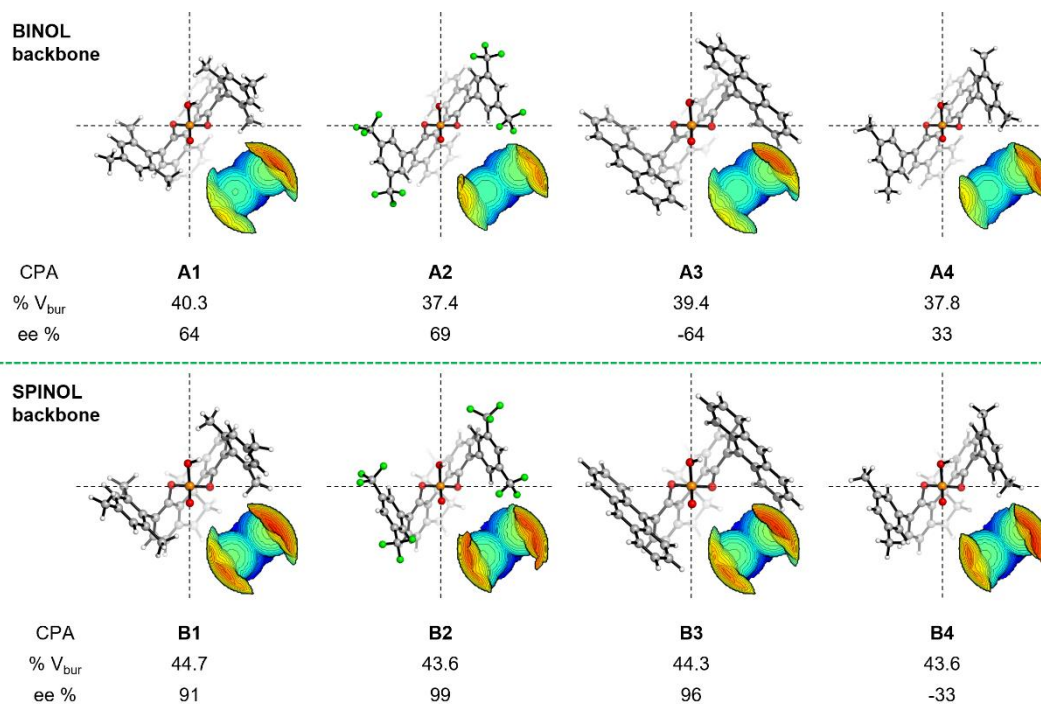 BINOL
backbone
CPA A1 A2 A3 A4
% Vbur 40.3 37.4 39.4 37.8
ee % 64 69 -64 33
SPINOL
backbone
CPA B1 B2 B3 B4
% Vbur 44.7 43.6 44.3 43.6
ee % 91 99 96 -33